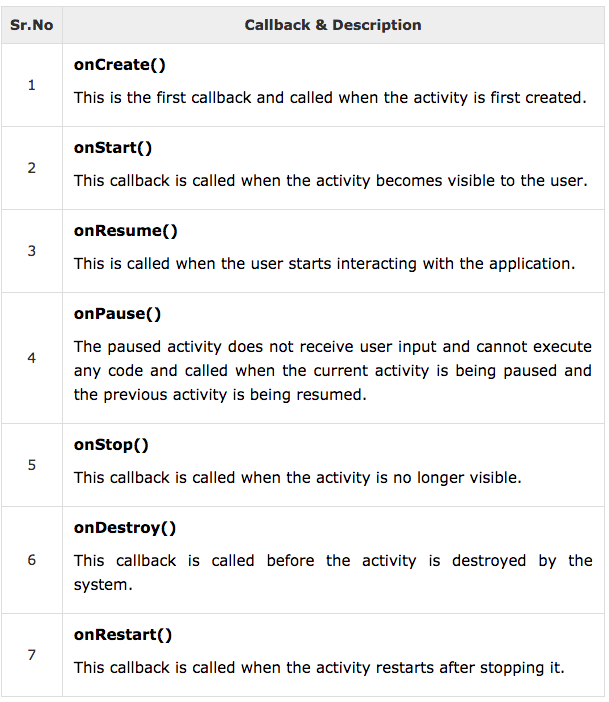 Sr.No Callback & Description
1
onCreate()
This is the first callback and called when the activity is first created.
2
onStart()
This callback is called when the activity becomes visible to the user.
3
onResume()
This is called when the user starts interacting with the application.
4
onPause()
The paused activity does not receive user input and cannot execute
any code and called when the current activity is being paused and
the previous activity is being resumed.
5
onStop()
This callback is called when the activity is no longer visible.
6
onDestroy()
This callback is called before the activity is destroyed by the
system.
7
onRestart()
This callback is called when the activity restarts after stopping it.